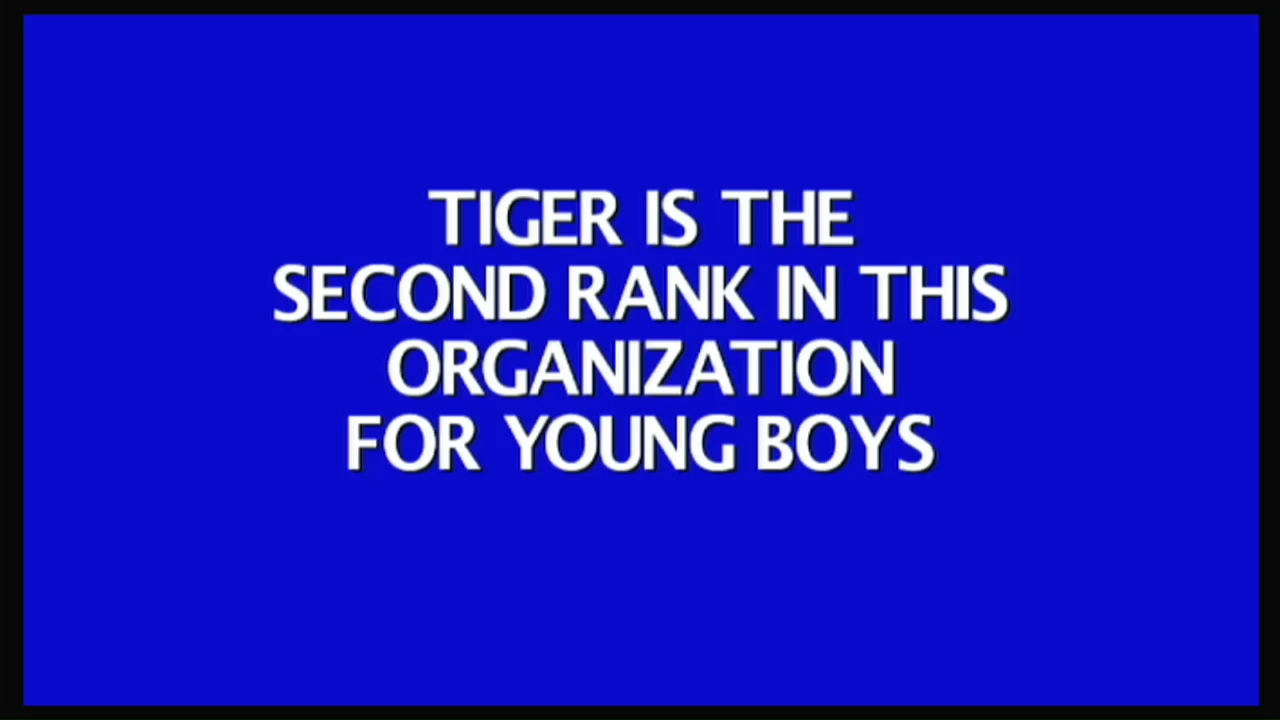 TIGER IS THE
SECOND RANK IN THIS
ORGANIZATION
FOR YOUNG BOYS